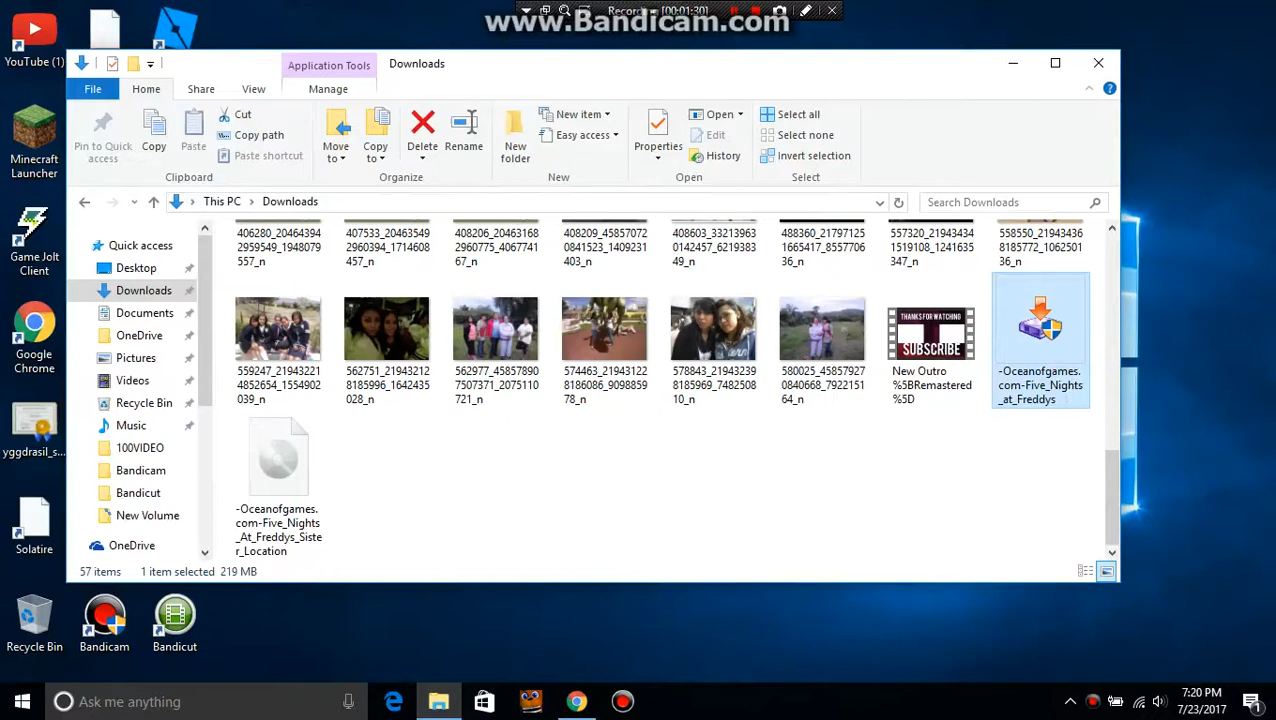 www.Bandicam.com
[00:01:30]
YouTube (1)
Minecraft
Launcher
Game Jolt
Client
Google
Chrome
yggdrasil_s...
Solatire
Recycle Bin
Bandicam
Bandicut
Application Tools
Downloads
File
Home
Share
View
Manage
Pin to Quick
access
Copy
Paste
Cut
Copy path
Paste shortcut
Clipboard
Move
to
Copy
to
Delete
Rename
Organize
New
folder
New item
Easy access
New
Properties
Open
Edit
History
Open
Select all
Select none
Invert selection
Select
This PC
Downloads
Search Downloads
Quick access
Desktop
Downloads
Documents
OneDrive
Pictures
Videos
Recycle Bin
Music
100VIDEO
Bandicam
Bandicut
New Volume
OneDrive
406280_20464394
2959549_1948079
557_n
407533_20463549
2960394_1714608
457_n
408206_20463168
2960775_4067741
67_n
408209_45857072
0841523_1409231
403_n
408603_33213963
0142457_6219383
49_n
488360_21797125
1665417_8557706
36_n
557320_21943434
1519108_1241635
347_n
558550_21943436
8185772_1062501
36_n
559247_21943121
4852654_1554902
039_n
562751_21943212
8185996_1642435
028_n
562977_45857890
7507371_2075110
721_n
574463_21943122
8186086_9098859
78_n
578843_21943239
8185969_7482508
10_n
580025_45857927
0840668_7922151
64_n
THANKS FOR WATCHING
SUBSCRIBE
New Outro
%5BRemastered
%5D
-Oceanofgames.
com-Five_Nights
_at_Freddys
-Oceanofgames.
com-Five_Nights
_At_Freddys_Siste
r_Location
57 items
1 item selected
219 MB
Ask me anything
7:20 PM
7/23/2017
1